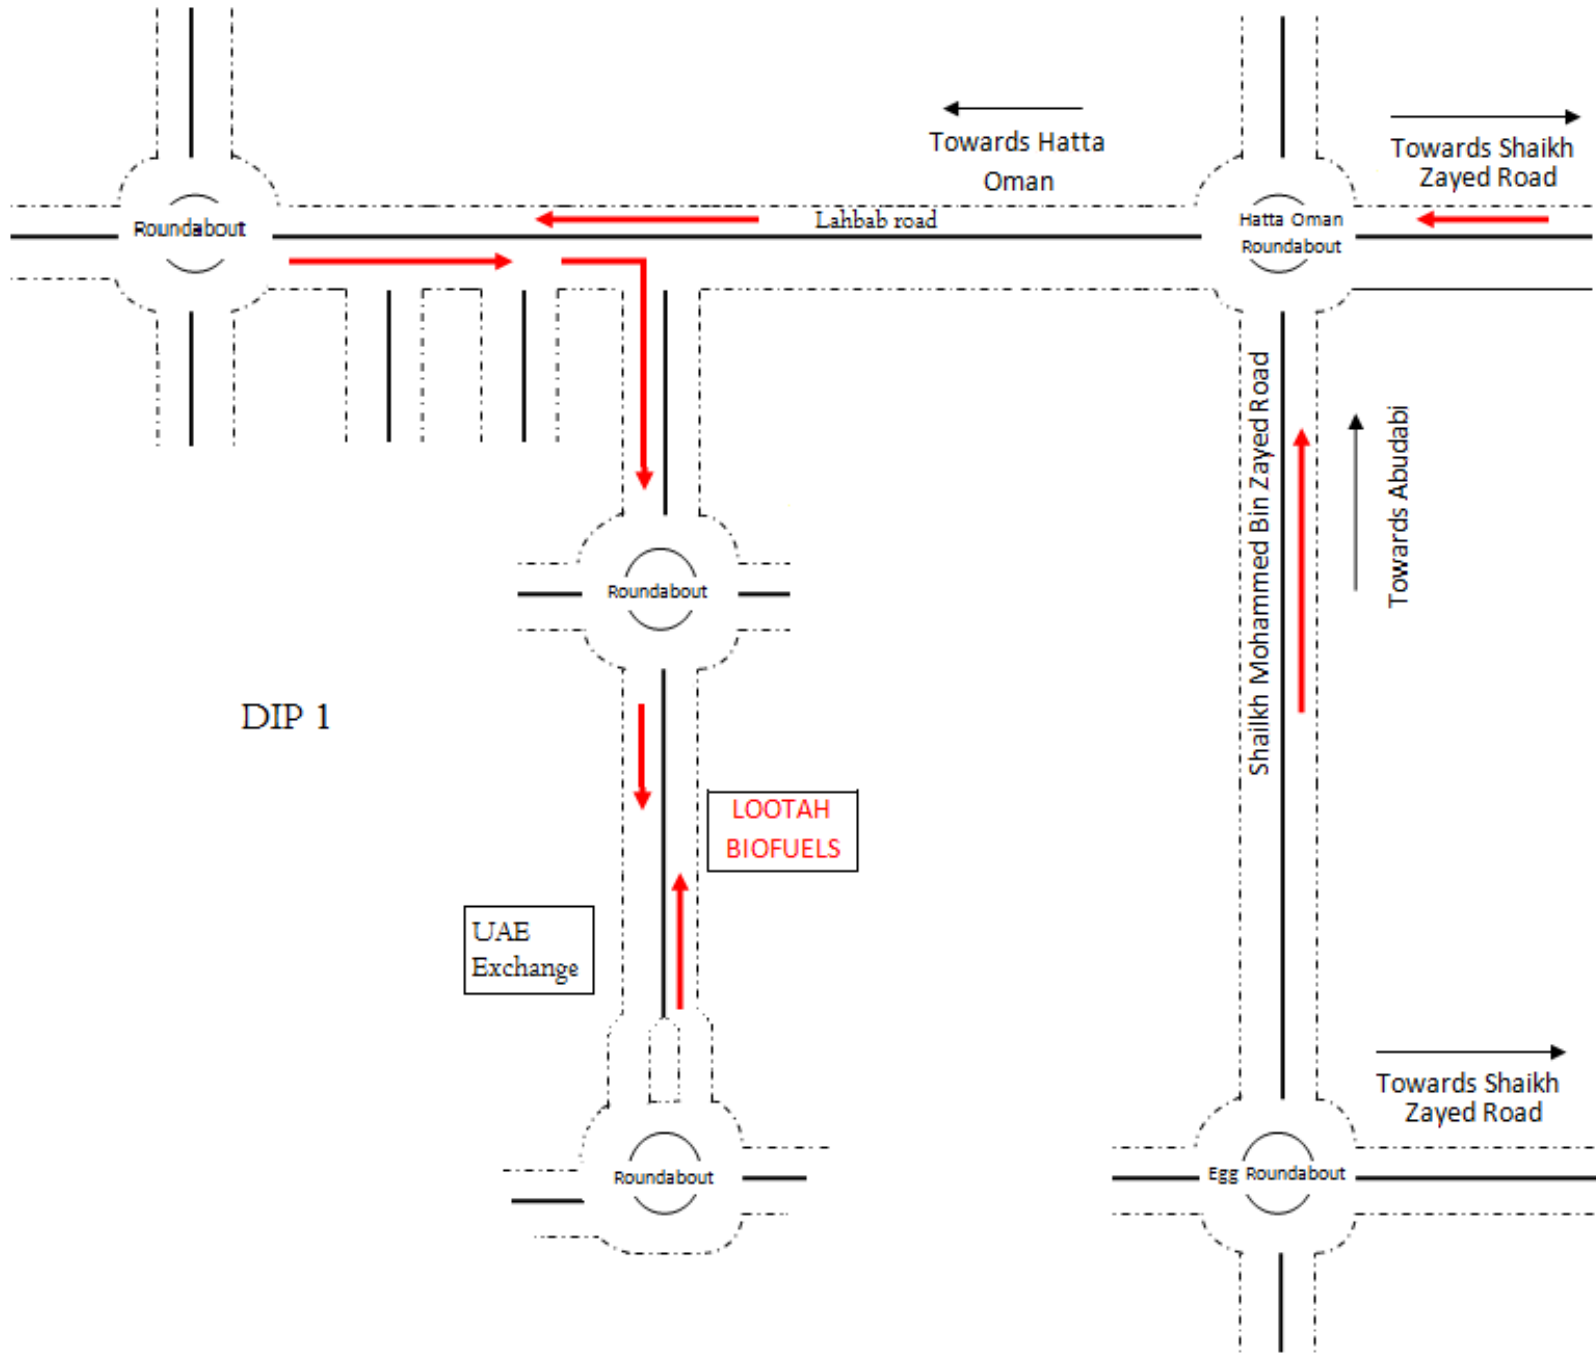 Towards Hatta
Oman
Towards Shaikh
Zayed Road
Roundabout
Lahbab road
Hatta Oman
Roundabout
Shailkh Mohammed Bin Zayed Road
Towards Abudabi
Roundabout
DIP 1
LOOTAH
BIOFUELS
UAE
Exchange
Towards Shaikh
Zayed Road
Roundabout
Egg Roundabout